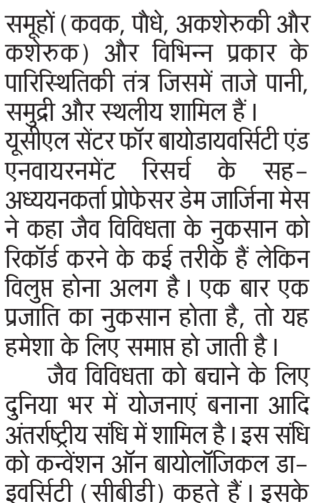 समूहों (कवक, पौधे, अकशेरुकी और
कशेरुक) और विभिन्न प्रकार के
पारिस्थितिकी तंत्र जिसमें ताजे पानी,
समुद्री और स्थलीय शामिल हैं।
यूसीएल सेंटर फॉर बायोडायवर्सिटी एंड
एनवायरनमेंट रिसर्च के सह-
अध्ययनकर्ता प्रोफेसर डेम जार्जिना मेस
ने कहा जैव विविधता के नुकसान को
रिकॉर्ड करने के कई तरीके हैं लेकिन
विलुप्त होना अलग है। एक बार एक
प्रजाति का नुकसान होता है, तो यह
हमेशा के लिए समाप्त हो जाती है।
जैव विविधता को बचाने के लिए
दुनिया भर में योजनाएं बनाना आदि
अंतर्राष्ट्रीय संधि में शामिल है। इस संधि
को कन्वेंशन ऑन बायोलॉजिकल डा-
इवर्सिटी (सीबीडी) कहते हैं। इसके